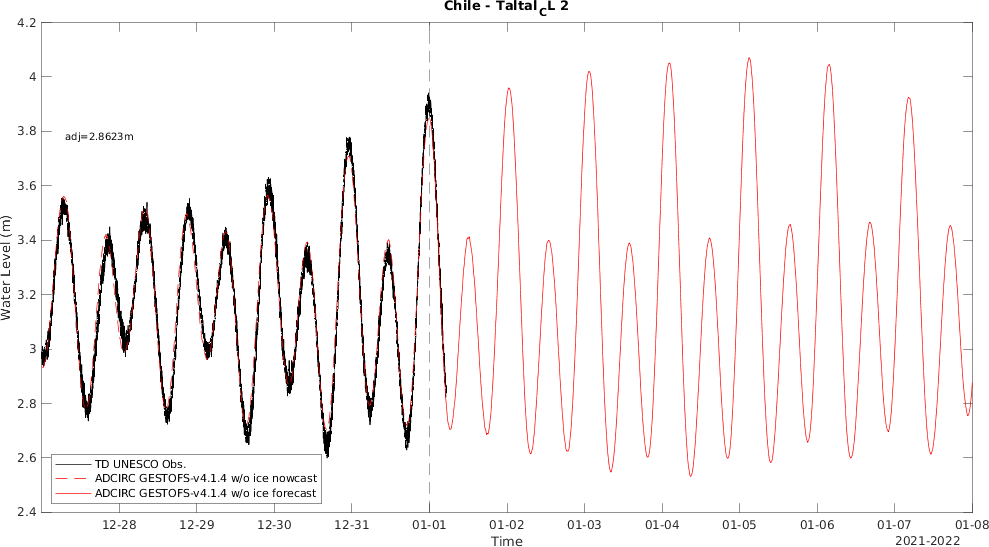 Chile - Taltal_CL 2
4.2
4
3.8
3.6
3.4
3.2
3
2.8
2.6
2.4
Water Level (m)
adj=2.8623m
TD UNESCO Obs.
ADCIRC GESTOFS-v4.1.4 w/o ice nowcast
ADCIRC GESTOFS-v4.1.4 w/o ice forecast
12-28 12-29 12-30 12-31 01-01 01-02 01-03 01-04 01-05 01-06 01-07 01-08
Time
2021-2022